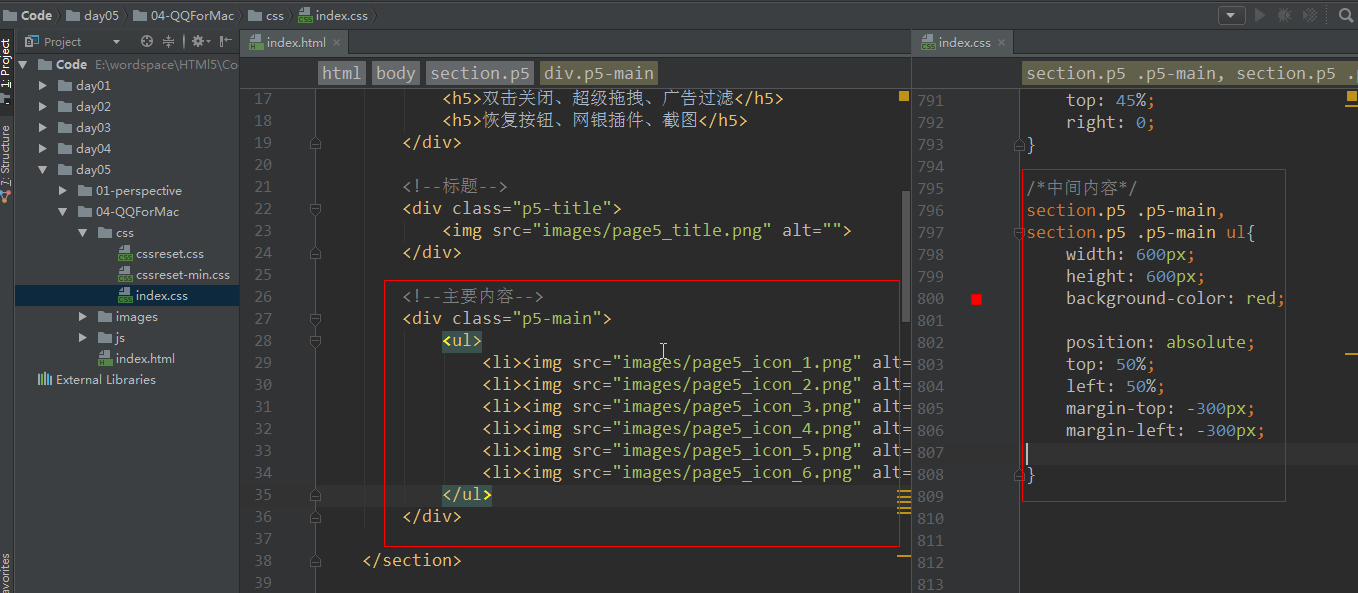 Code
day05
04-QQForMac
css
index.css
1: Project
7: Structure
avorites
Project
Code E:\wordspace\HTMl5\Co
day01
day02
day03
day04
day05
01-perspective
04-QQForMac
css
cssreset.css
cssreset-min.css
index.css
images
js
index.html
External Libraries
index.html
html body section.p5 div.p5-main
17 <h5>双击关闭、超级拖拽、广告过滤</h5>
18 <h5>恢复按钮、网银插件、截图</h5>
19 </div>
20
21 <!--标题-->
22 <div class="p5-title">
23 <img src="images/page5_title.png" alt="">
24 </div>
25
26 <!--主要内容-->
27 <div class="p5-main">
28 <ul>
29 <li><img src="images/page5_icon_1.png" alt=
30 <li><img src="images/page5_icon_2.png" alt=
31 <li><img src="images/page5_icon_3.png" alt=
32 <li><img src="images/page5_icon_4.png" alt=
33 <li><img src="images/page5_icon_5.png" alt=
34 <li><img src="images/page5_icon_6.png" alt=
35 </ul>
36 </div>
37
38 </section>
39
index.css
section.p5 .p5-main, section.p5 .
791 top: 45%;
792 right: 0;
793 }
794
795 /*中间内容*/
796 section.p5 .p5-main,
797 section.p5 .p5-main ul{
798 width: 600px;
799 height: 600px;
800 background-color: red;
801
802 position: absolute;
803 top: 50%;
804 left: 50%;
805 margin-top: -300px;
806 margin-left: -300px;
807
808 }
809
810
811
812
813